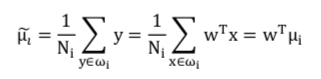 μ̃ᵢ = 1/Nᵢ ∑_{y∈ωᵢ} y = 1/Nᵢ ∑_{x∈ωᵢ} wᵀx = wᵀμᵢ